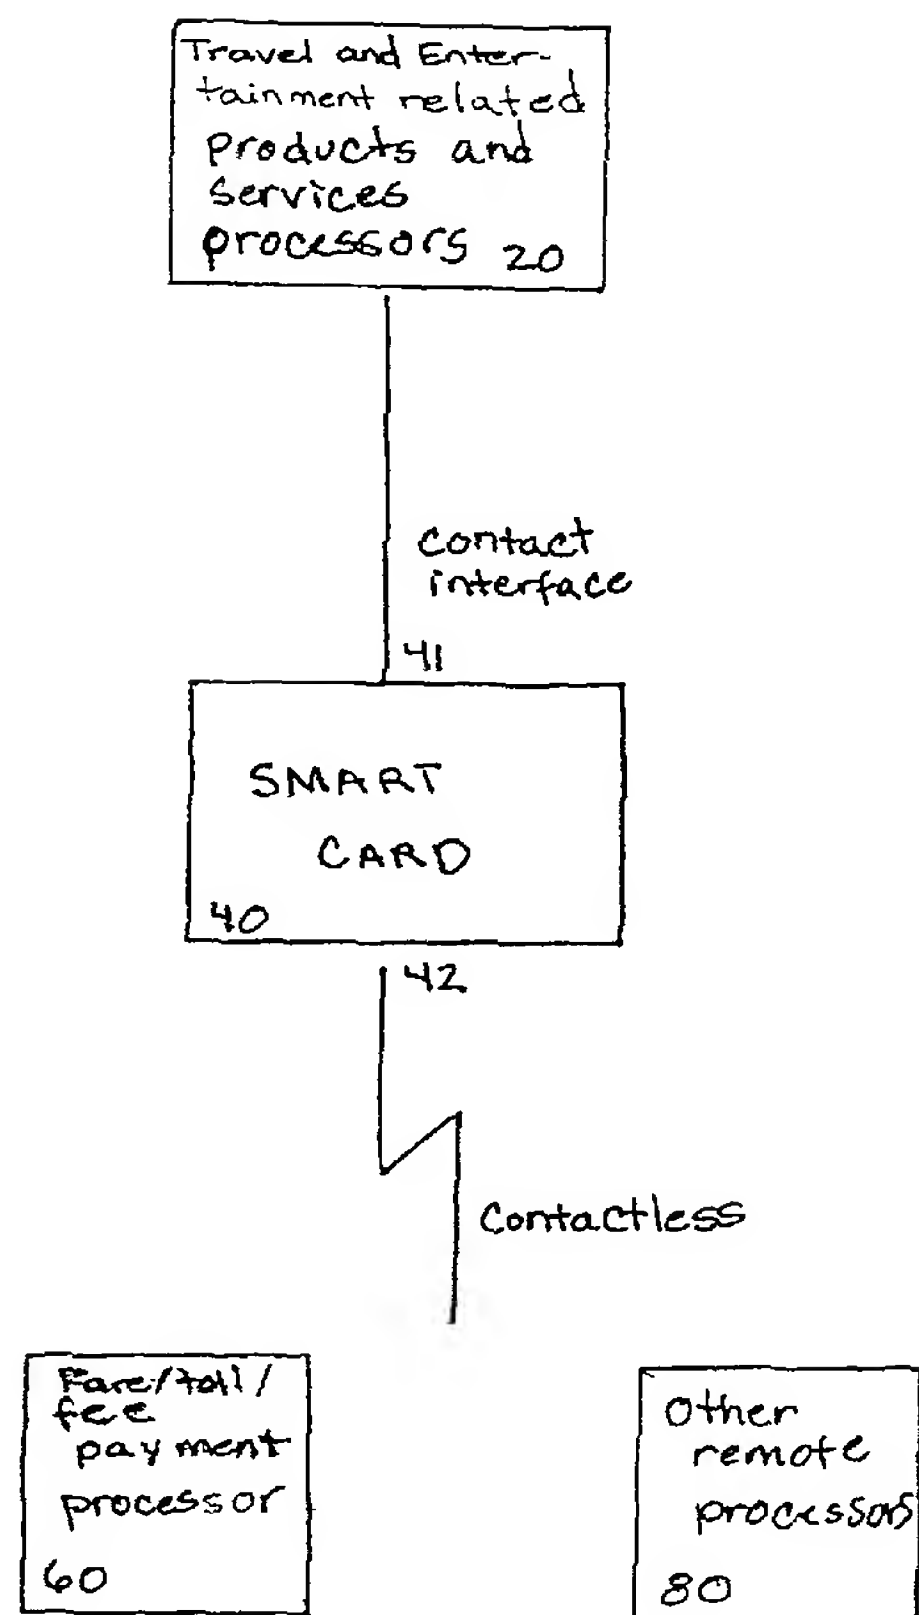 Travel and Enter-
tainment related
products and
services
processors 20
contact
interface
41
SMART
CARD
40
42
Contactless
Fare/toll/
fee
payment
processor
60
Other
remote
processors
80